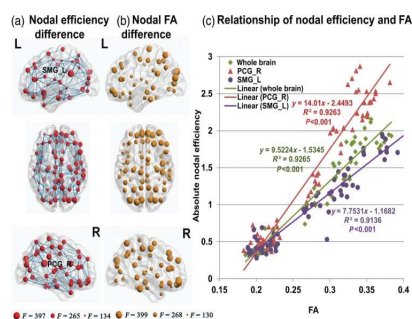 (a) Nodal efficiency
difference
(b) Nodal FA
difference
(c) Relationship of nodal efficiency and FA
L
SMG_L
L
R
PCG_R
R
F = 397 F = 265 F = 134
F = 399 F = 268 F = 130
Absolute nodal efficiency
3
2.5
2
1.5
1
0.5
0
Whole brain
PCG_R
SMG_L
Linear (whole brain)
Linear (PCG_R)
Linear (SMG_L)
y = 14.01x - 2.4493
R² = 0.9263
P<0.001
y = 9.5224x - 1.5345
R² = 0.9265
P<0.001
y = 7.7531x - 1.1682
R² = 0.9136
P<0.001
0.15 0.2 0.25 0.3 0.35 0.4
FA